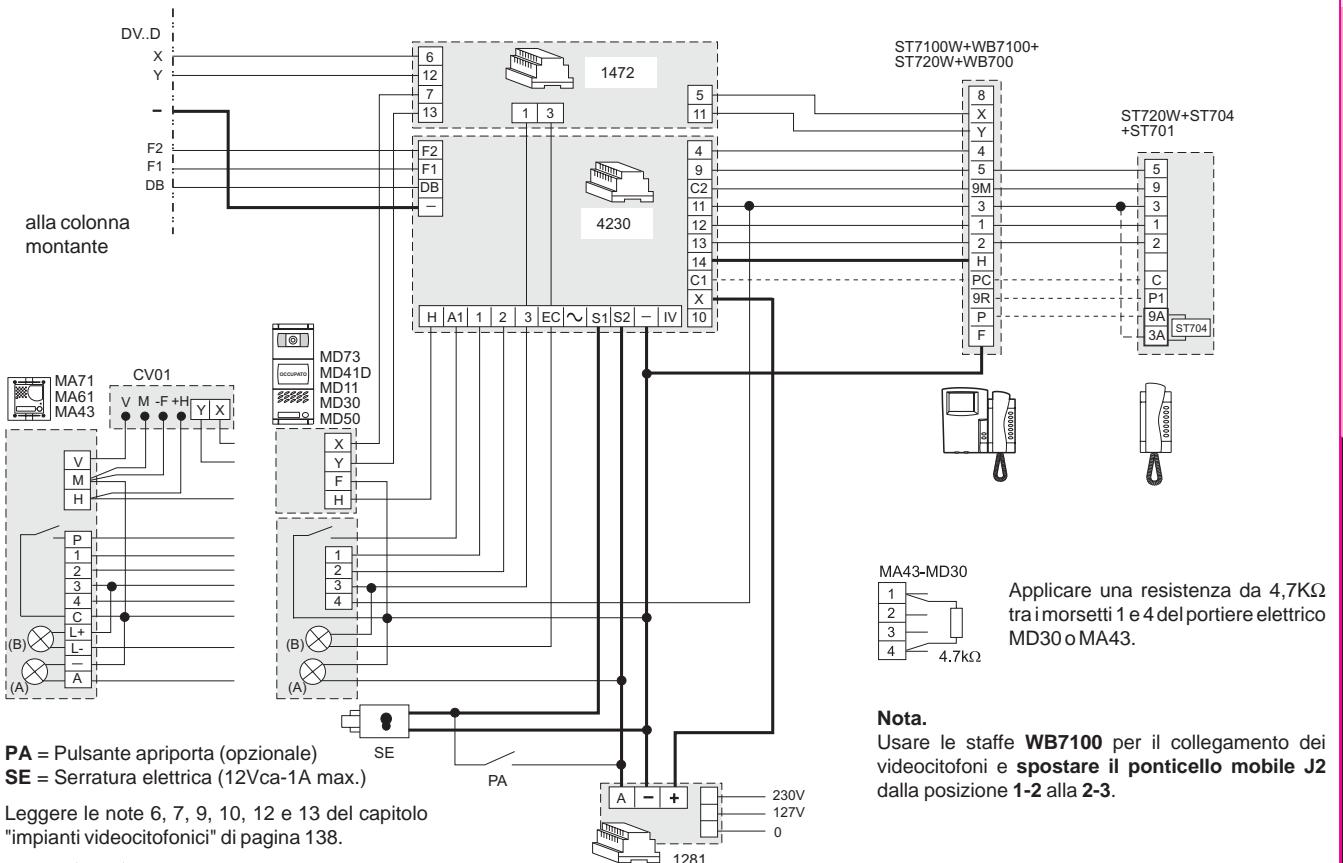 DV..D
X
Y
–
F2
F1
DB
alla colonna
montante
6
12
7
13
1472
1 3
5
11
F2
F1
DB
–
4230
4
9
C2
11
12
13
14
C1
X
10
H A1 1 2 3 EC ~ S1 S2 – IV
ST7100W+WB7100+
ST720W+WB700
8
X
Y
4
5
9M
3
1
2
H
PC
9R
P
F
ST720W+ST704
+ST701
5
9
3
1
2
C
P1
9A
3A
ST704
MA71
MA61
MA43
CV01
V M -F +H Y X
V
M
H
P
1
2
3
4
C
L+
L-
–
A
(B)
(A)
OCCUPATO
MD73
MD41D
MD11
MD30
MD50
X
Y
F
H
1
2
3
4
(B)
(A)
SE
PA
A – +
230V
127V
0
1281
MA43-MD30
1
2
3
4
4.7kΩ
Applicare una resistenza da 4,7KΩ
tra i morsetti 1 e 4 del portiere elettrico
MD30 o MA43.
Nota.
Usare le staffe WB7100 per il collegamento dei
videocitofoni e spostare il ponticello mobile J2
dalla posizione 1-2 alla 2-3.
PA = Pulsante apriporta (opzionale)
SE = Serratura elettrica (12Vca-1A max.)
Leggere le note 6, 7, 9, 10, 12 e 13 del capitolo
"impianti videocitofonici" di pagina 138.